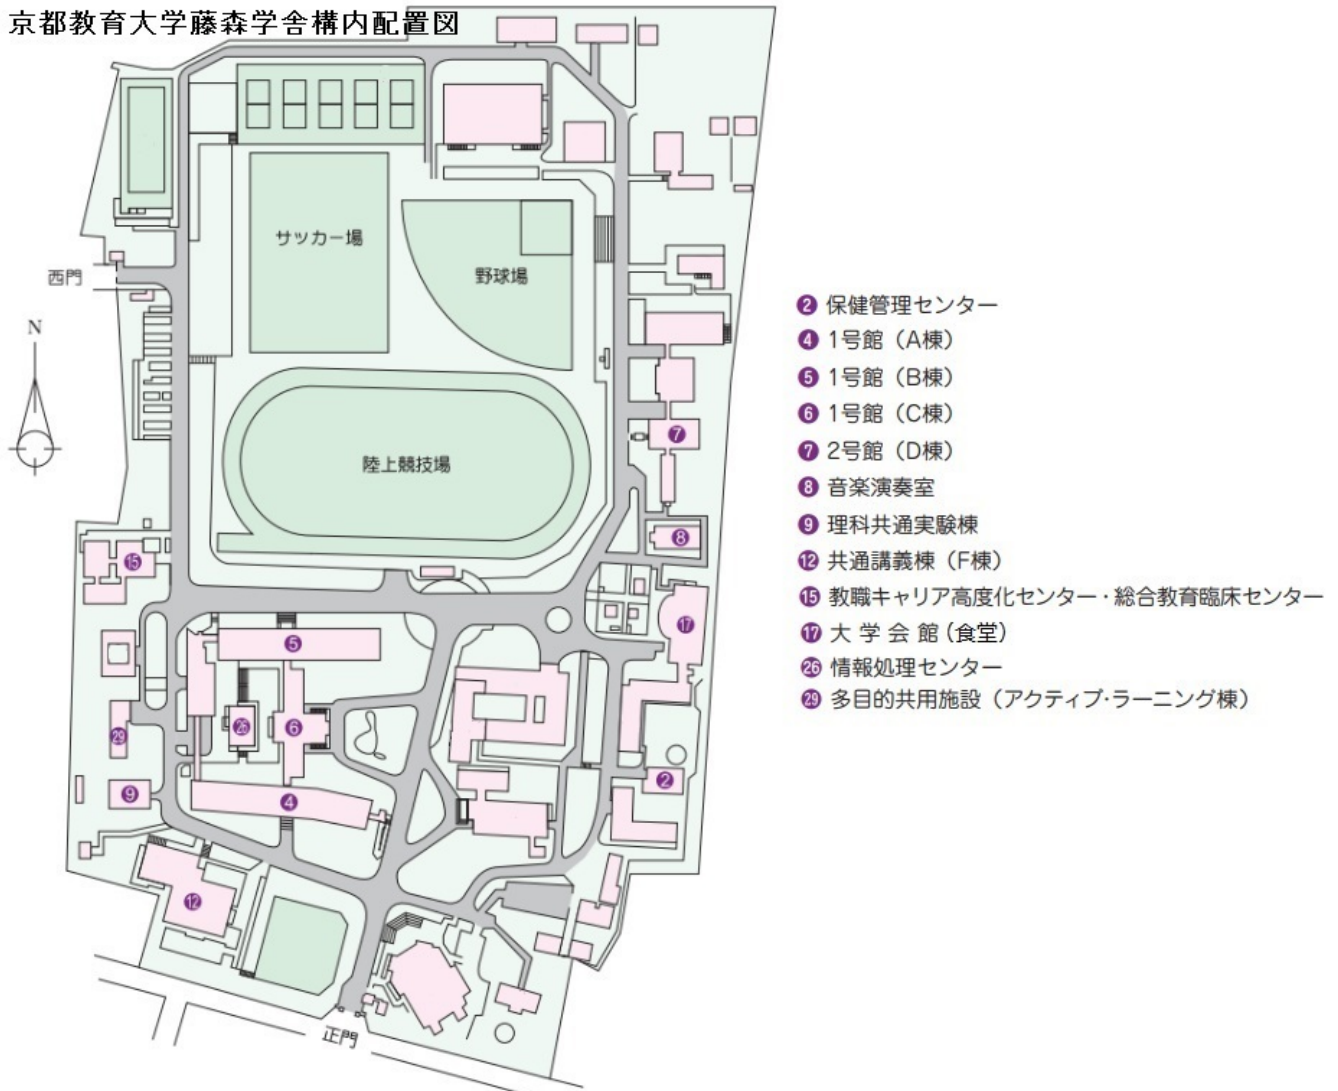 京都教育大学藤森学舎構内配置図
サッカー場
野球場
西門
N
陸上競技場
7
8
15
17
5
26
6
29
2
9
4
12
正門
2 保健管理センター
4 1号館（A棟）
5 1号館（B棟）
6 1号館（C棟）
7 2号館（D棟）
8 音楽演奏室
9 理科共通実験棟
12 共通講義棟（F棟）
15 教職キャリア高度化センター・総合教育臨床センター
17 大 学 会 館（食堂）
26 情報処理センター
29 多目的共用施設（アクティブ・ラーニング棟）